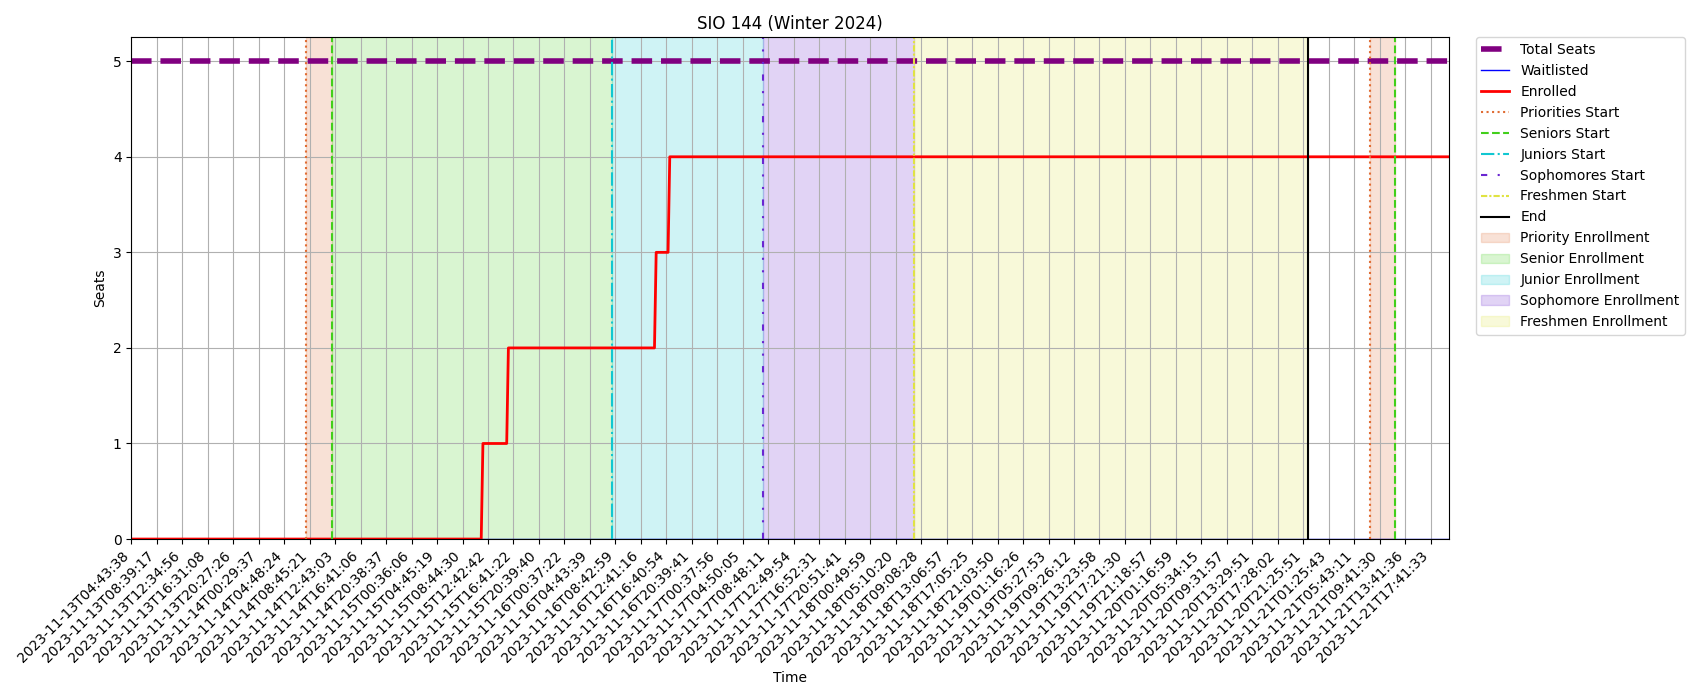 SIO 144 (Winter 2024)
Total Seats
Waitlisted
Enrolled
Priorities Start
Seniors Start
Juniors Start
Sophomores Start
Freshmen Start
End
Priority Enrollment
Senior Enrollment
Junior Enrollment
Sophomore Enrollment
Freshmen Enrollment
Seats
5
4
3
2
1
0
2023-11-13T04:43:38
2023-11-13T08:39:17
2023-11-13T12:34:56
2023-11-13T16:31:08
2023-11-13T20:27:26
2023-11-14T00:29:37
2023-11-14T04:48:24
2023-11-14T08:45:21
2023-11-14T12:43:03
2023-11-14T16:41:06
2023-11-14T20:38:37
2023-11-15T00:36:06
2023-11-15T04:45:19
2023-11-15T08:44:30
2023-11-15T12:42:42
2023-11-15T16:41:22
2023-11-15T20:39:40
2023-11-16T00:37:22
2023-11-16T04:43:39
2023-11-16T08:42:59
2023-11-16T12:41:16
2023-11-16T16:40:54
2023-11-16T20:39:41
2023-11-17T00:37:56
2023-11-17T04:50:05
2023-11-17T08:48:11
2023-11-17T12:49:54
2023-11-17T16:52:31
2023-11-17T20:51:41
2023-11-18T00:49:59
2023-11-18T05:10:20
2023-11-18T09:08:28
2023-11-18T13:06:57
2023-11-18T17:05:25
2023-11-18T21:03:50
2023-11-19T01:16:26
2023-11-19T05:27:53
2023-11-19T09:26:12
2023-11-19T13:23:58
2023-11-19T17:21:30
2023-11-19T21:18:57
2023-11-20T01:16:59
2023-11-20T05:34:15
2023-11-20T09:31:57
2023-11-20T13:29:51
2023-11-20T17:28:02
2023-11-20T21:25:51
2023-11-21T01:25:43
2023-11-21T05:43:11
2023-11-21T09:41:30
2023-11-21T13:41:36
2023-11-21T17:41:33
Time